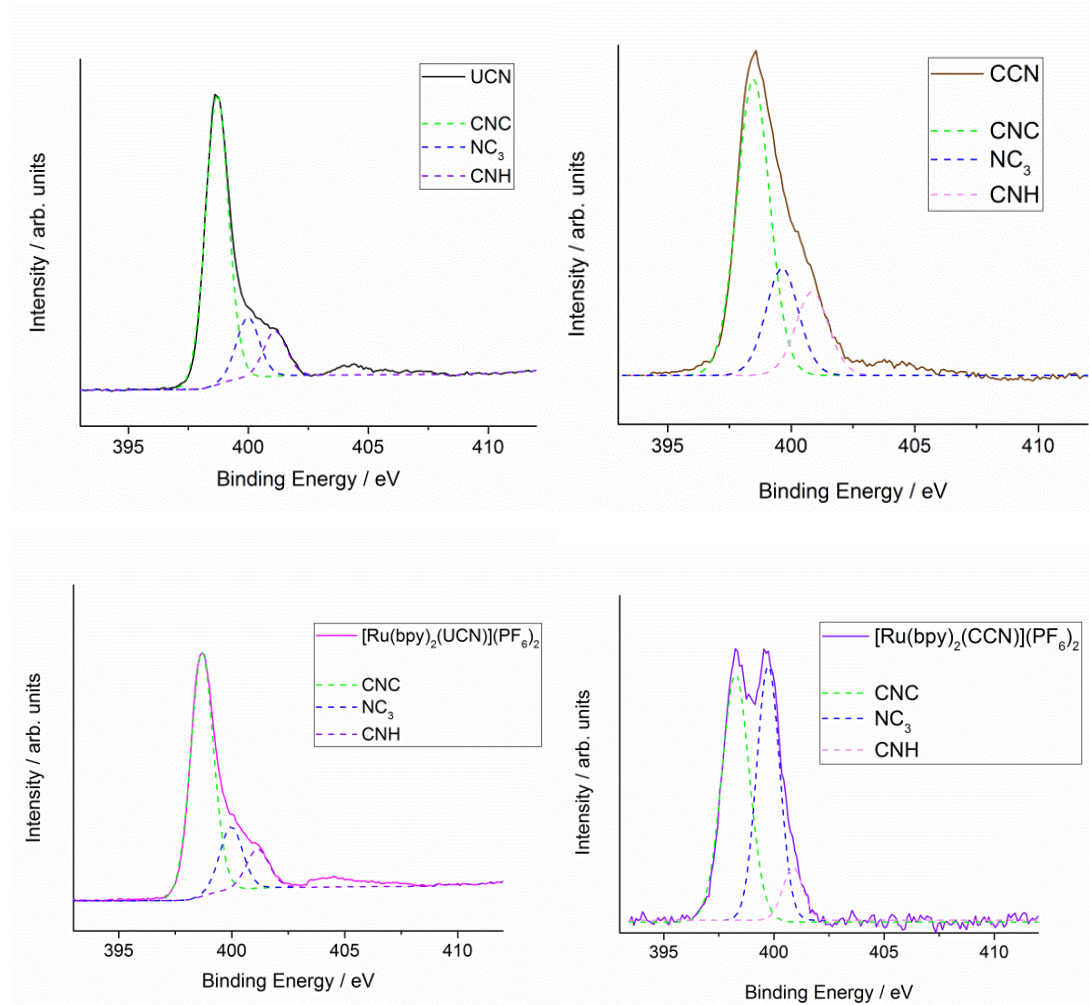 UCN
CNC
NC₃
CNH
Intensity / arb. units
395
400
405
410
Binding Energy / eV
CCN
CNC
NC₃
CNH
Intensity / arb. units
395
400
405
410
Binding Energy / eV
[Ru(bpy)₂(UCN)](PF₆)₂
CNC
NC₃
CNH
Intensity / arb. units
395
400
405
410
Binding Energy / eV
[Ru(bpy)₂(CCN)](PF₆)₂
CNC
NC₃
CNH
Intensity / arb. units
395
400
405
410
Binding Energy / eV